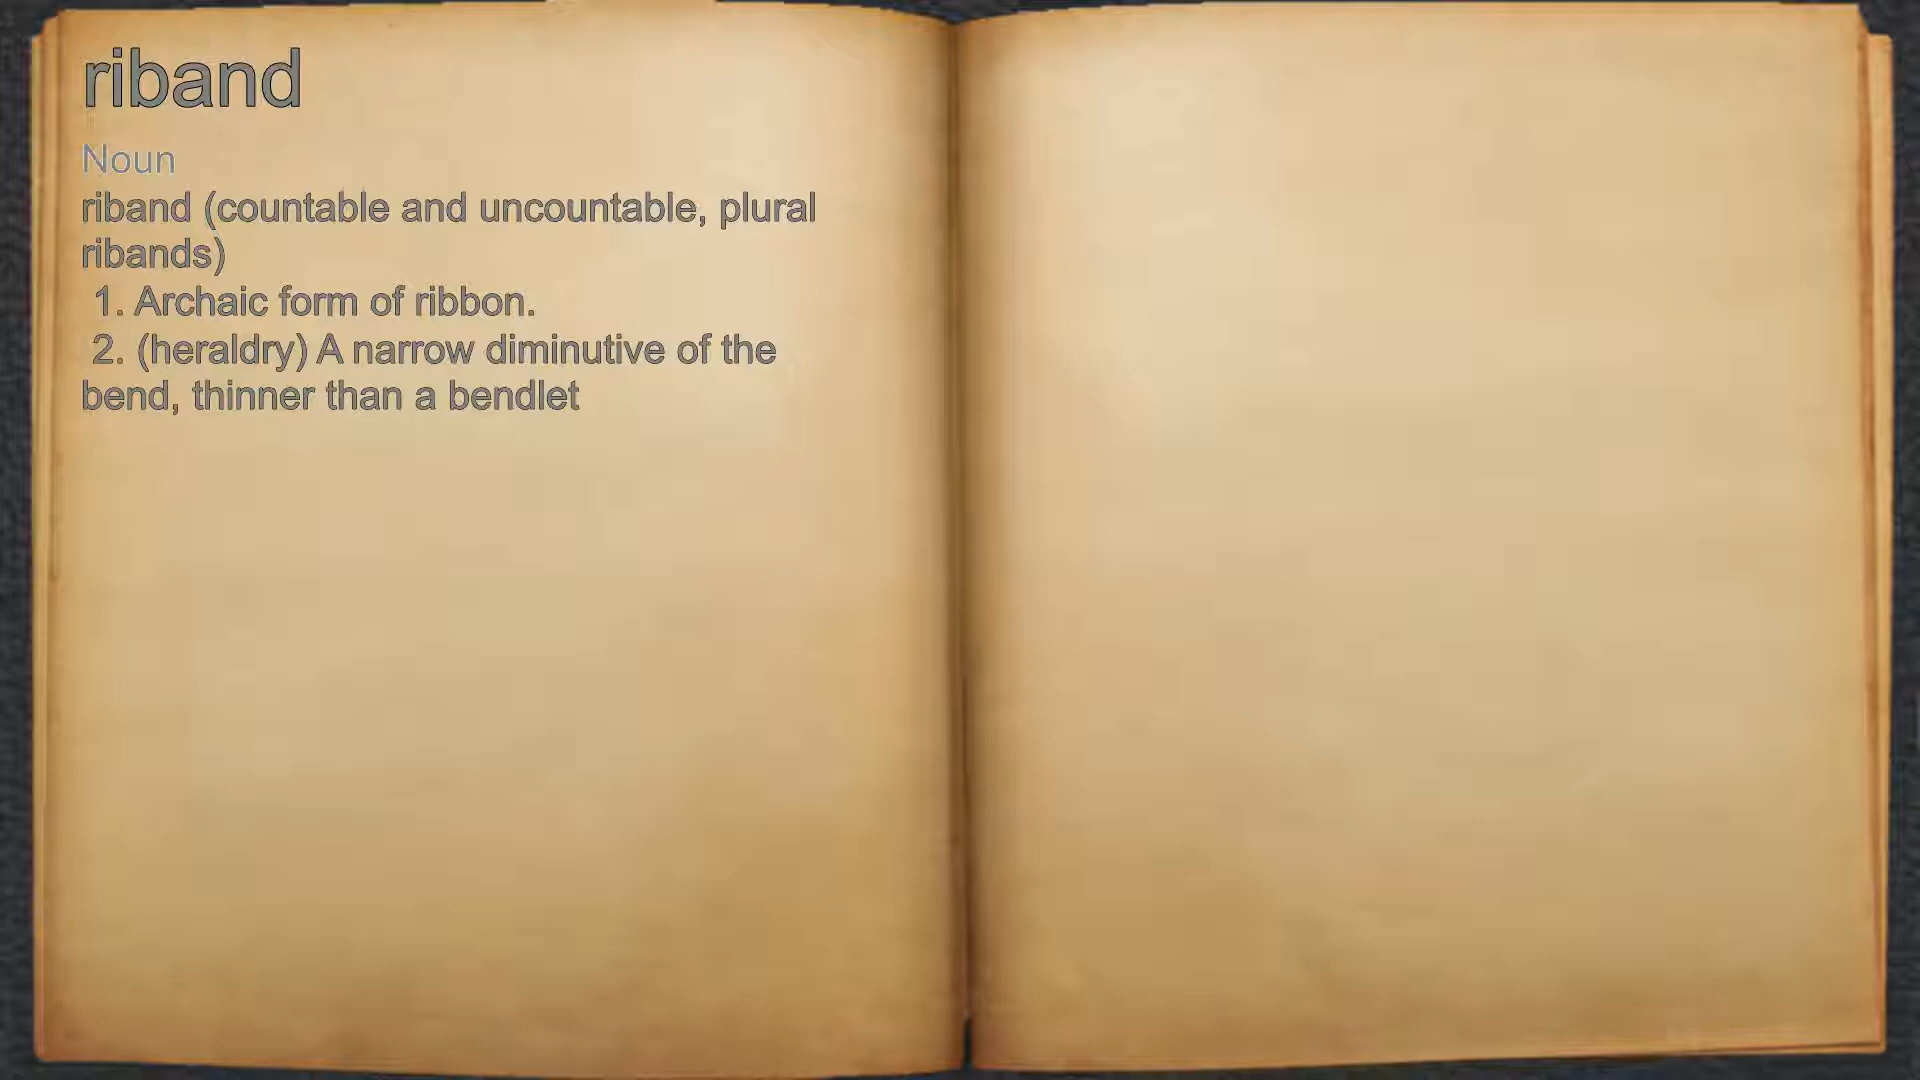 riband
Noun
riband (countable and uncountable, plural
ribands)
1. Archaic form of ribbon.
2. (heraldry) A narrow diminutive of the
bend, thinner than a bendlet